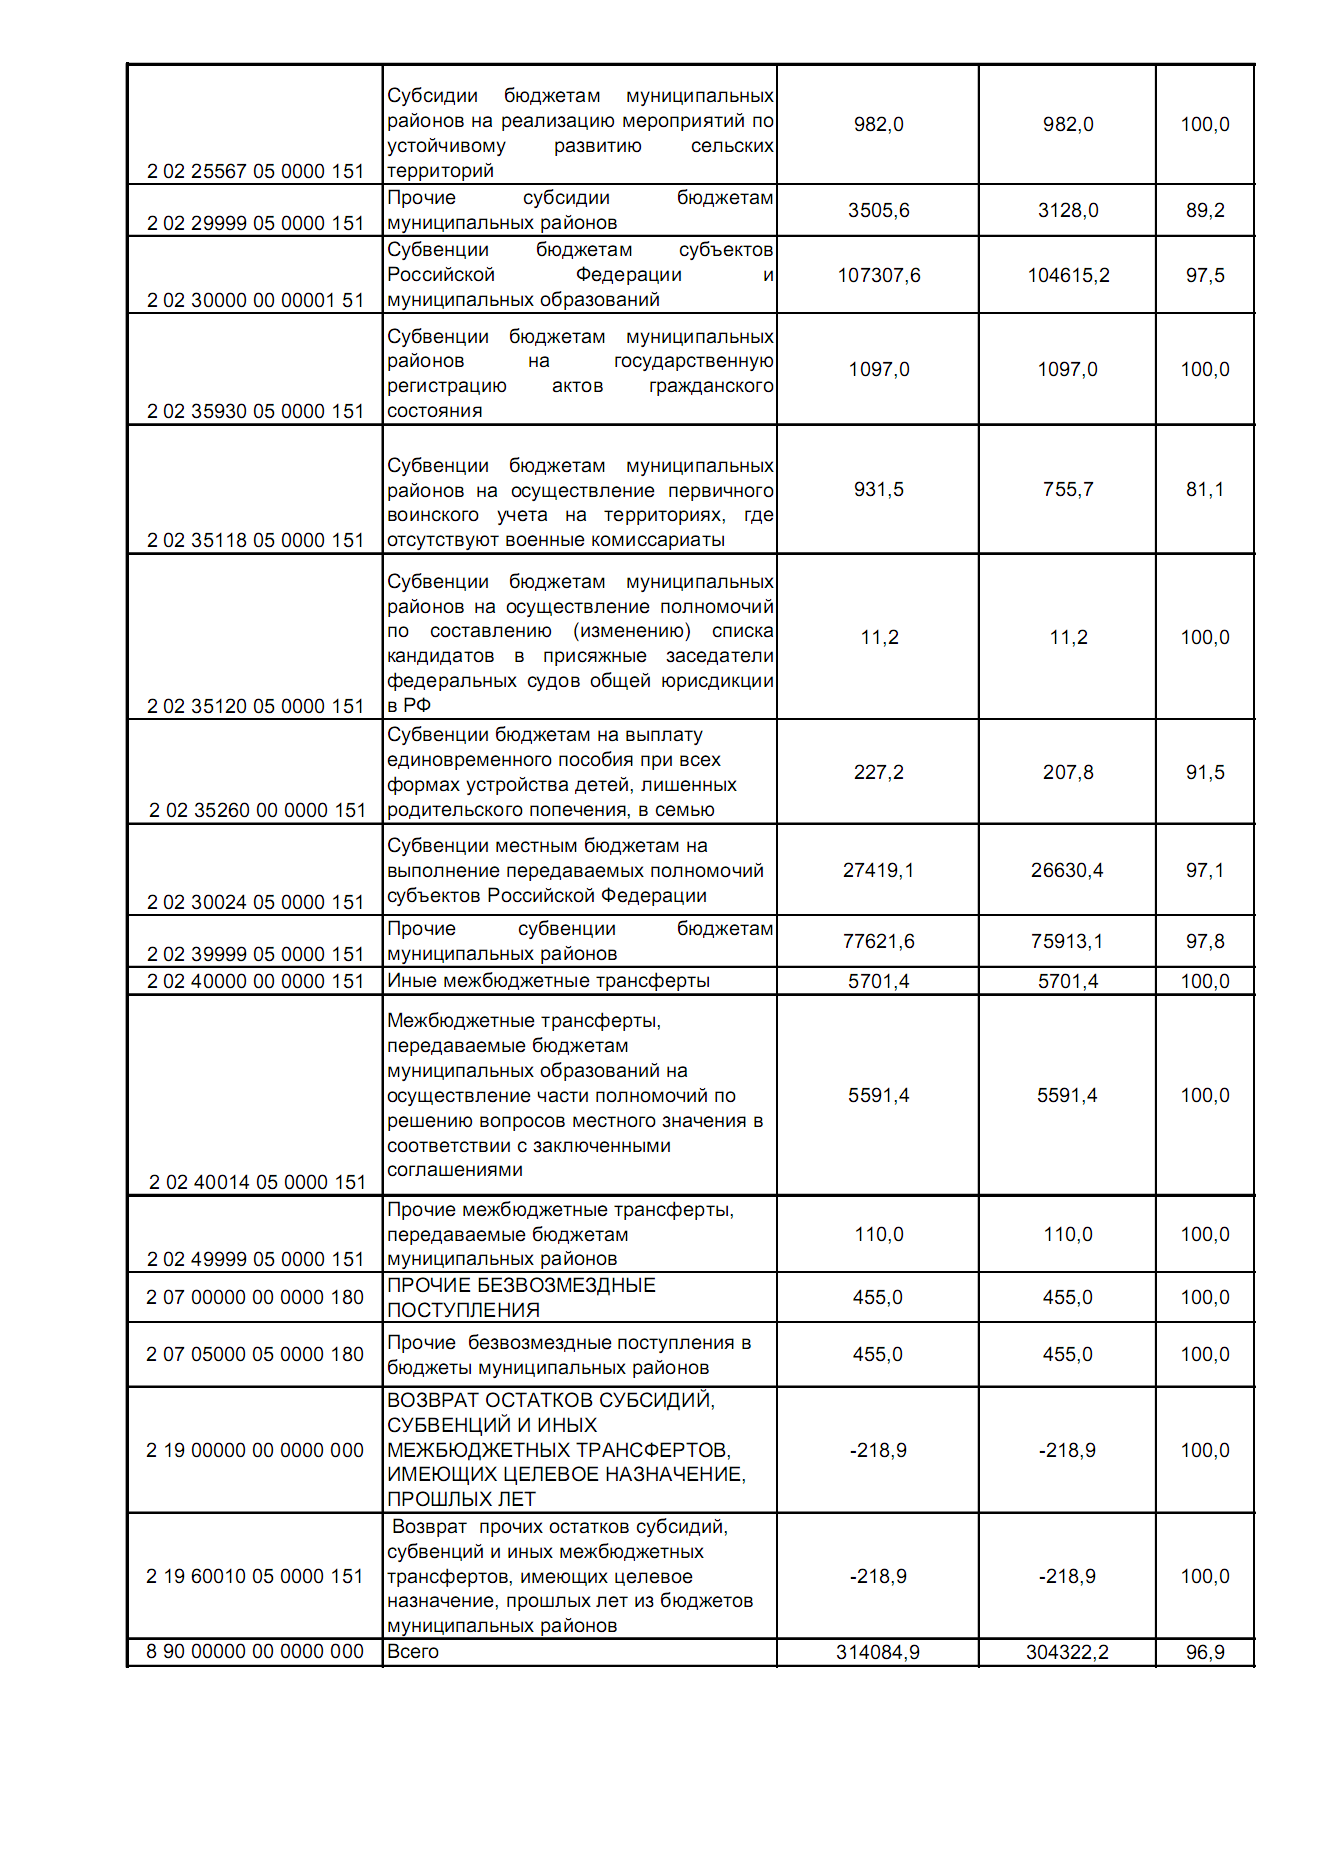 Субсидии бюджетам муниципальных
районов на реализацию мероприятий по
устойчивому развитию сельских
2 02 25567 05 0000 151 территорий 982,0 982,0 100,0
Прочие субсидии бюджетам
2 02 29999 05 0000 151 муниципальных районов 3505,6 3128,0 89,2
Субвенции бюджетам субъектов
Российской Федерации и
2 02 30000 00 00001 51 муниципальных образований 107307,6 104615,2 97,5
Субвенции бюджетам муниципальных
районов на государственную
регистрацию актов гражданского
2 02 35930 05 0000 151 состояния 1097,0 1097,0 100,0
Субвенции бюджетам муниципальных
районов на осуществление первичного
воинского учета на территориях, где
2 02 35118 05 0000 151 отсутствуют военные комиссариаты 931,5 755,7 81,1
Субвенции бюджетам муниципальных
районов на осуществление полномочий
по составлению (изменению) списка
кандидатов в присяжные заседатели
федеральных судов общей юрисдикции
2 02 35120 05 0000 151 в РФ 11,2 11,2 100,0
Субвенции бюджетам на выплату
единовременного пособия при всех
формах устройства детей, лишенных
2 02 35260 00 0000 151 родительского попечения, в семью 227,2 207,8 91,5
Субвенции местным бюджетам на
выполнение передаваемых полномочий
2 02 30024 05 0000 151 субъектов Российской Федерации 27419,1 26630,4 97,1
Прочие субвенции бюджетам
2 02 39999 05 0000 151 муниципальных районов 77621,6 75913,1 97,8
2 02 40000 00 0000 151 Иные межбюджетные трансферты 5701,4 5701,4 100,0
Межбюджетные трансферты,
передаваемые бюджетам
муниципальных образований на
осуществление части полномочий по
решению вопросов местного значения в
соответствии с заключенными
2 02 40014 05 0000 151 соглашениями 5591,4 5591,4 100,0
Прочие межбюджетные трансферты,
передаваемые бюджетам
2 02 49999 05 0000 151 муниципальных районов 110,0 110,0 100,0
ПРОЧИЕ БЕЗВОЗМЕЗДНЫЕ
2 07 00000 00 0000 180 ПОСТУПЛЕНИЯ 455,0 455,0 100,0
Прочие безвозмездные поступления в
2 07 05000 05 0000 180 бюджеты муниципальных районов 455,0 455,0 100,0
ВОЗВРАТ ОСТАТКОВ СУБСИДИЙ,
СУБВЕНЦИЙ И ИНЫХ
2 19 00000 00 0000 000 МЕЖБЮДЖЕТНЫХ ТРАНСФЕРТОВ, -218,9 -218,9 100,0
ИМЕЮЩИХ ЦЕЛЕВОЕ НАЗНАЧЕНИЕ,
ПРОШЛЫХ ЛЕТ
Возврат прочих остатков субсидий,
субвенций и иных межбюджетных
2 19 60010 05 0000 151 трансфертов, имеющих целевое -218,9 -218,9 100,0
назначение, прошлых лет из бюджетов
муниципальных районов
8 90 00000 00 0000 000 Всего 314084,9 304322,2 96,9